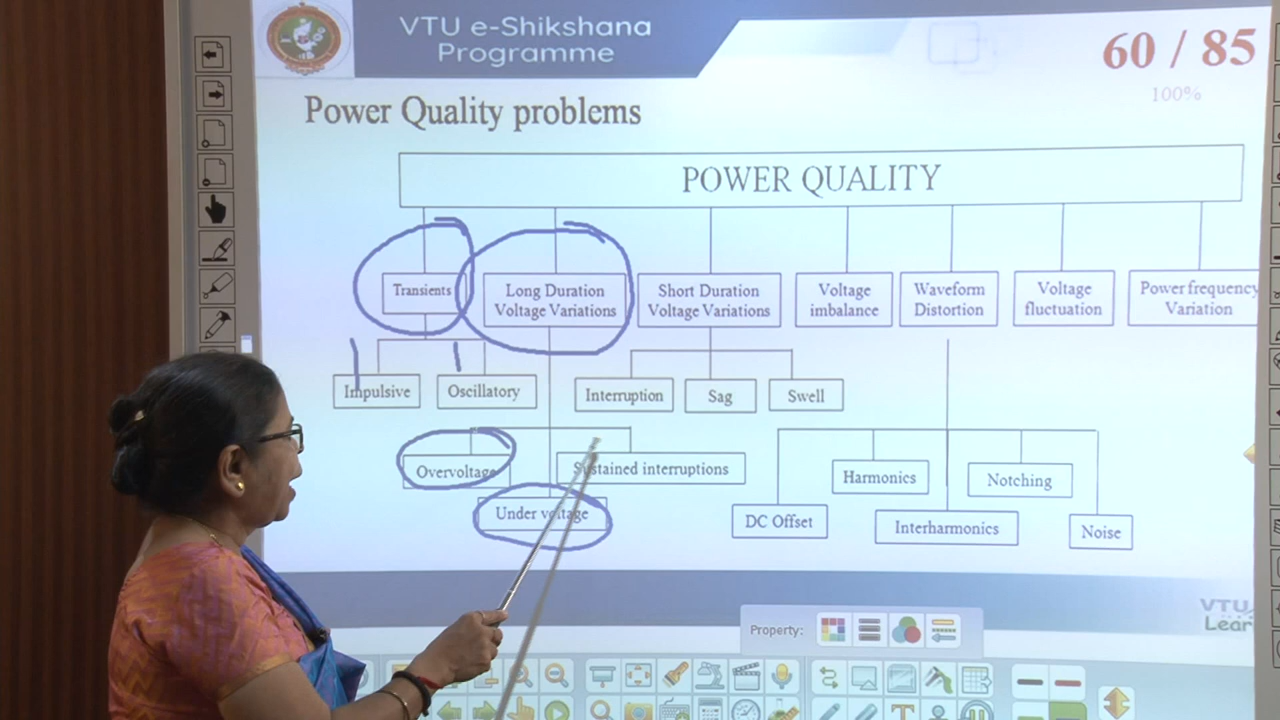 VTU e-Shikshana
Programme
60 / 85
100%
Power Quality problems
POWER QUALITY
Transients
Long Duration
Voltage Variations
Short Duration
Voltage Variations
Voltage
imbalance
Waveform
Distortion
Voltage
fluctuation
Power frequency
Variation
Impulsive
Oscillatory
Interruption
Sag
Swell
Overvoltage
Sustained interruptions
Under voltage
Harmonics
Notching
DC Offset
Interharmonics
Noise
VTU
Lear
Property: